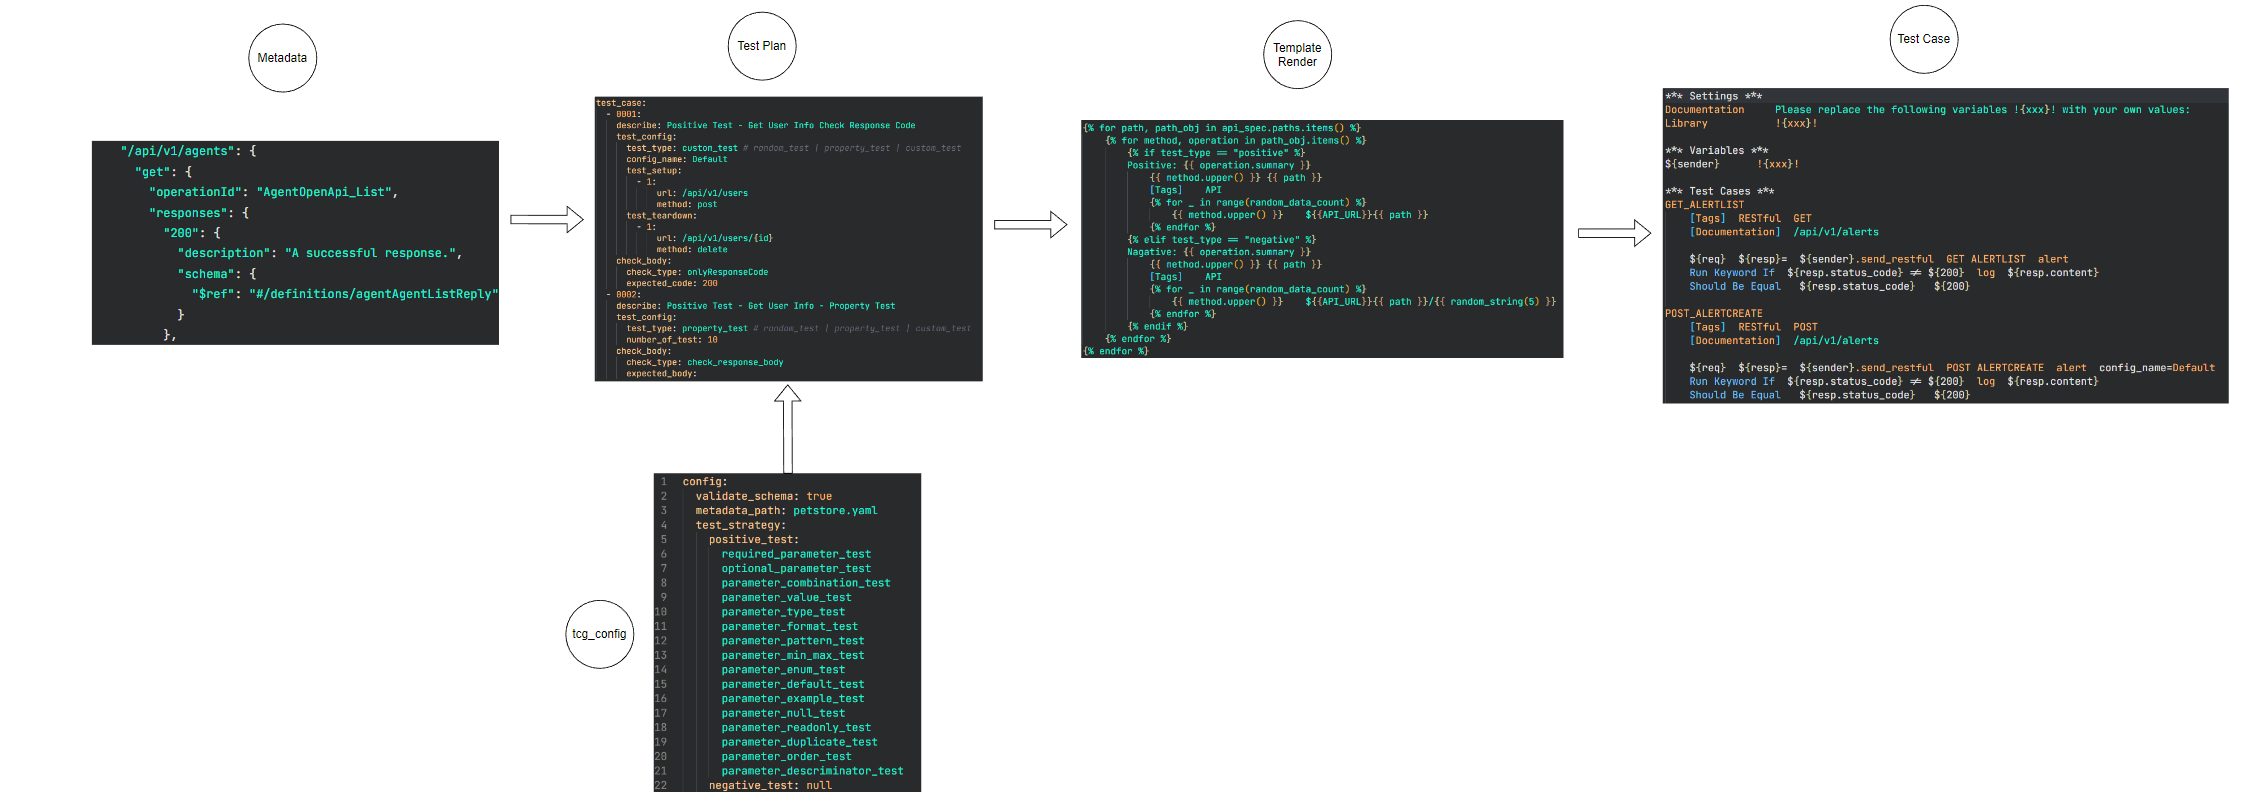 Metadata
"/api/v1/agents": {
"get": {
"operationId": "AgentOpenApi_List",
"responses": {
"200": {
"description": "A successful response.",
"schema": {
"$ref": "#/definitions/agentAgentListReply"
}
},
Test Plan
test_case:
- 0001:
describe: Positive Test - Get User Info Check Response Code
test_config:
test_type: custom_test # random_test | property_test | custom_test
config_name: Default
test_setup:
- 1:
url: /api/v1/users
method: post
test_teardown:
- 1:
url: /api/v1/users/{id}
method: delete
check_body:
check_type: onlyResponseCode
expected_code: 200
- 0002:
describe: Positive Test - Get User Info - Property Test
test_config:
test_type: property_test # random_test | property_test | custom_test
number_of_test: 10
check_body:
check_type: check_response_body
expected_body:
tcg_config
1 config:
2 validate_schema: true
3 metadata_path: petstore.yaml
4 test_strategy:
5 positive_test:
6 required_parameter_test
7 optional_parameter_test
8 parameter_combination_test
9 parameter_value_test
10 parameter_type_test
11 parameter_format_test
12 parameter_pattern_test
13 parameter_min_max_test
14 parameter_enum_test
15 parameter_default_test
16 parameter_example_test
17 parameter_null_test
18 parameter_readonly_test
19 parameter_duplicate_test
20 parameter_order_test
21 parameter_descriminator_test
22 negative_test: null
Template
Render
{% for path, path_obj in api_spec.paths.items() %}
{% for method, operation in path_obj.items() %}
{% if test_type == "positive" %}
Positive: {{ operation.summary }}
{{ method.upper() }} {{ path }}
[Tags] API
{% for _ in range(random_data_count) %}
{{ method.upper() }} ${{API_URL}}{{ path }}
{% endfor %}
{% elif test_type == "negative" %}
Nagative: {{ operation.summary }}
{{ method.upper() }} {{ path }}
[Tags] API
{% for _ in range(random_data_count) %}
{{ method.upper() }} ${{API_URL}}{{ path }}/{{ random_string(5) }}
{% endfor %}
{% endif %}
{% endfor %}
{% endfor %}
Test Case
*** Settings ***
Documentation Please replace the following variables !{xxx}! with your own values:
Library !{xxx}!
*** Variables ***
${sender} !{xxx}!
*** Test Cases ***
GET_ALERTLIST
[Tags] RESTful GET
[Documentation] /api/v1/alerts
${req} ${resp}= ${sender}.send_restful GET ALERTLIST alert
Run Keyword If ${resp.status_code} != ${200} log ${resp.content}
Should Be Equal ${resp.status_code} ${200}
POST_ALERTCREATE
[Tags] RESTful POST
[Documentation] /api/v1/alerts
${req} ${resp}= ${sender}.send_restful POST ALERTCREATE alert config_name=Default
Run Keyword If ${resp.status_code} != ${200} log ${resp.content}
Should Be Equal ${resp.status_code} ${200}